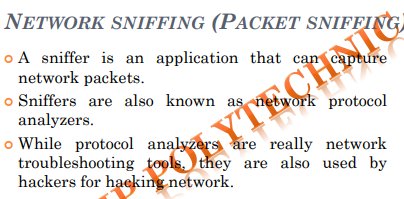 NETWORK SNIFFING (PACKET SNIFFING)
A sniffer is an application that can capture
network packets.
Sniffers are also known as network protocol
analyzers.
While protocol analyzers are really network
troubleshooting tools, they are also used by
hackers for hacking network.
POLYTECHNIC